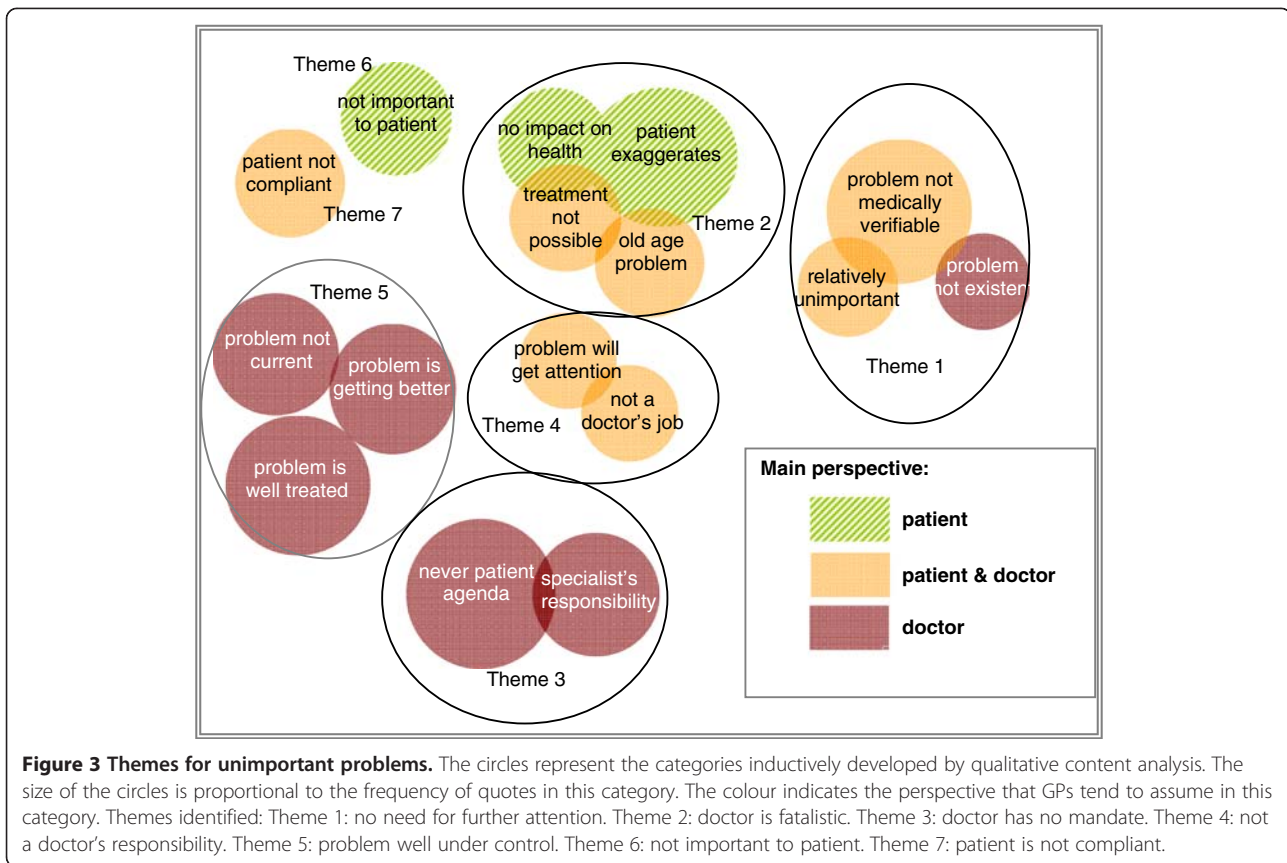 Theme 6
not important
to patient
patient not
compliant
Theme 7
no impact on
health
patient
exaggerates
treatment
not
possible
Theme 2
old age
problem
problem not
medically
verifiable
relatively
unimportant
problem
not existent
Theme 1
Theme 5
problem not
current
problem is
getting better
problem is
well treated
problem will
get attention
not a
doctor's job
Theme 4
never patient
agenda
specialist's
responsibility
Theme 3
Main perspective:
patient
patient & doctor
doctor
Figure 3 Themes for unimportant problems. The circles represent the categories inductively developed by qualitative content analysis. The
size of the circles is proportional to the frequency of quotes in this category. The colour indicates the perspective that GPs tend to assume in this
category. Themes identified: Theme 1: no need for further attention. Theme 2: doctor is fatalistic. Theme 3: doctor has no mandate. Theme 4: not
a doctor's responsibility. Theme 5: problem well under control. Theme 6: not important to patient. Theme 7: patient is not compliant.